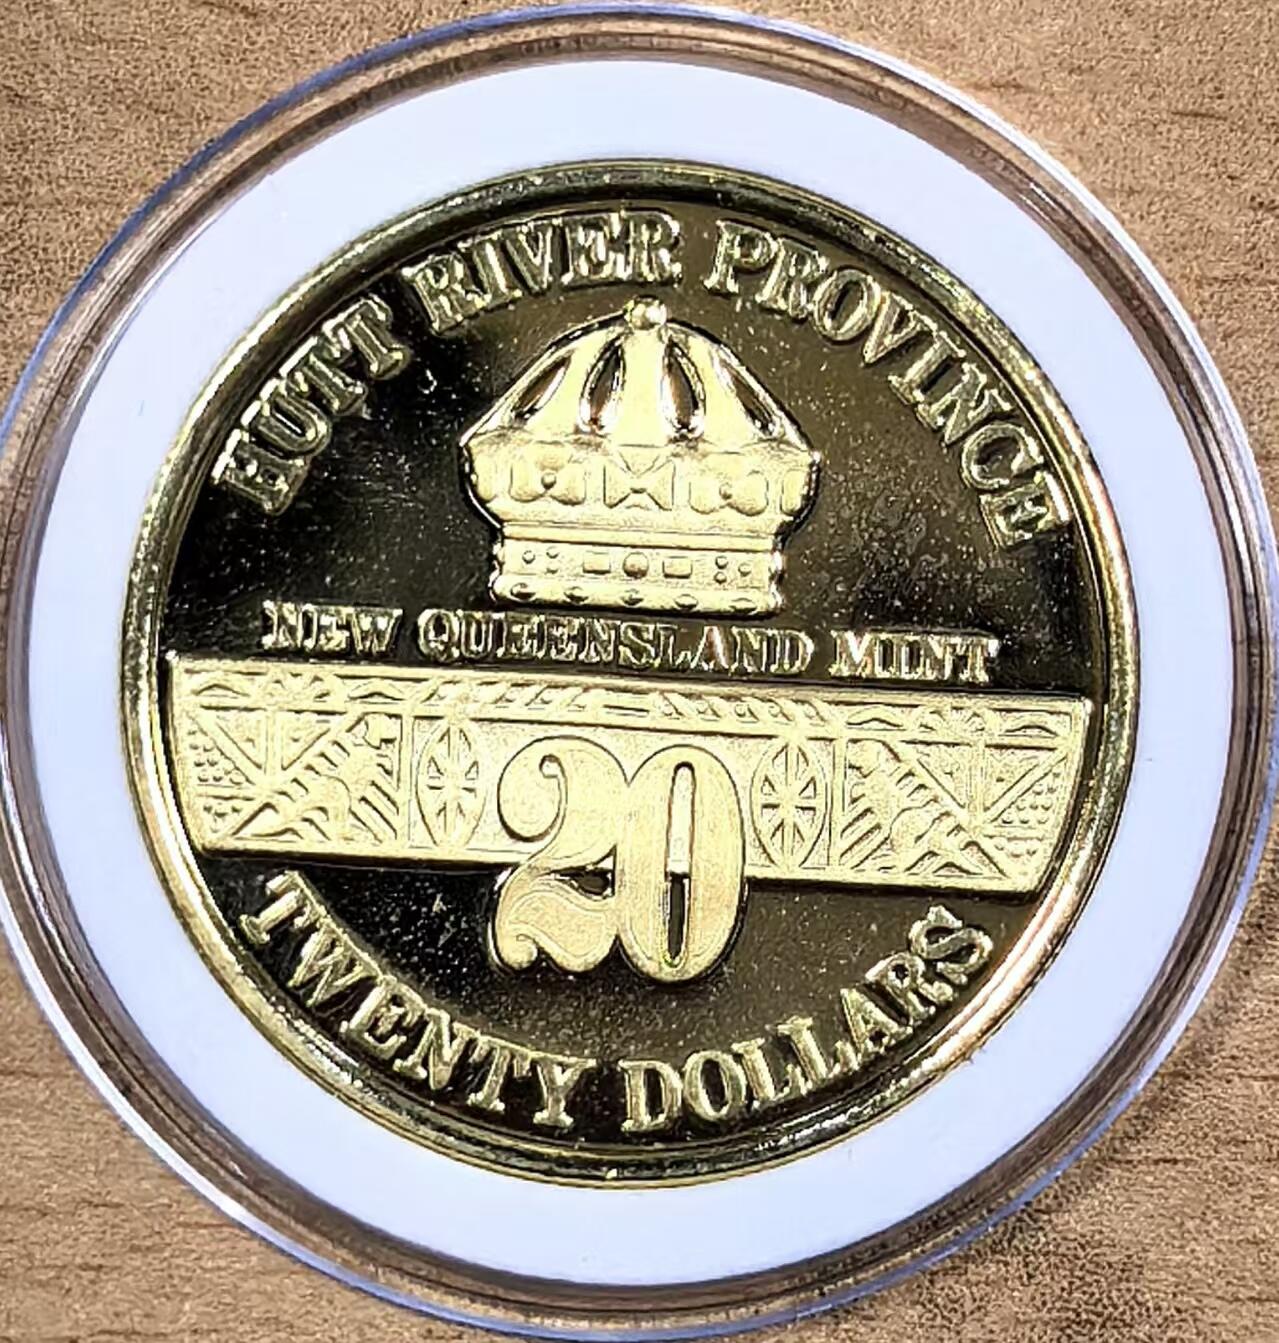 HUTT RIVER PROVINCE
NEW QUEENSLAND MINT
20
TWENTY DOLLARS